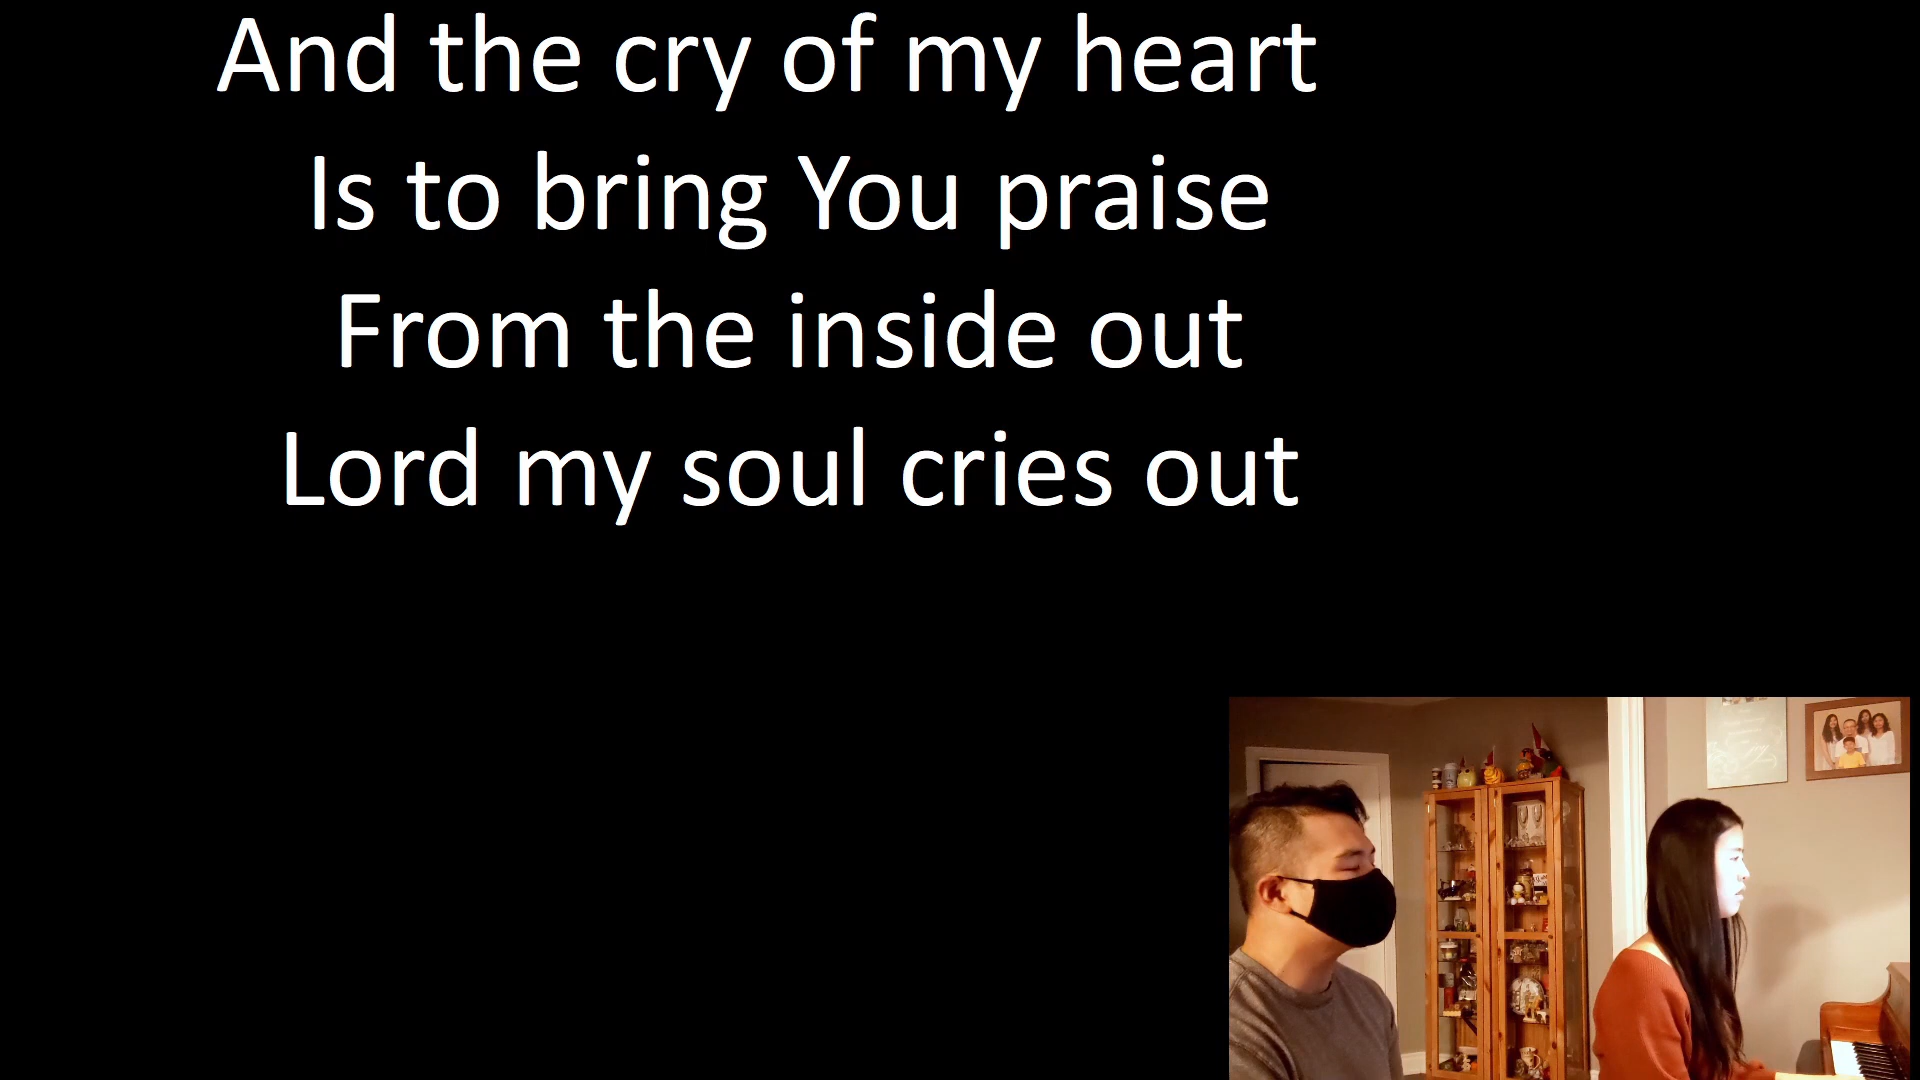 And the cry of my heart
Is to bring You praise
From the inside out
Lord my soul cries out